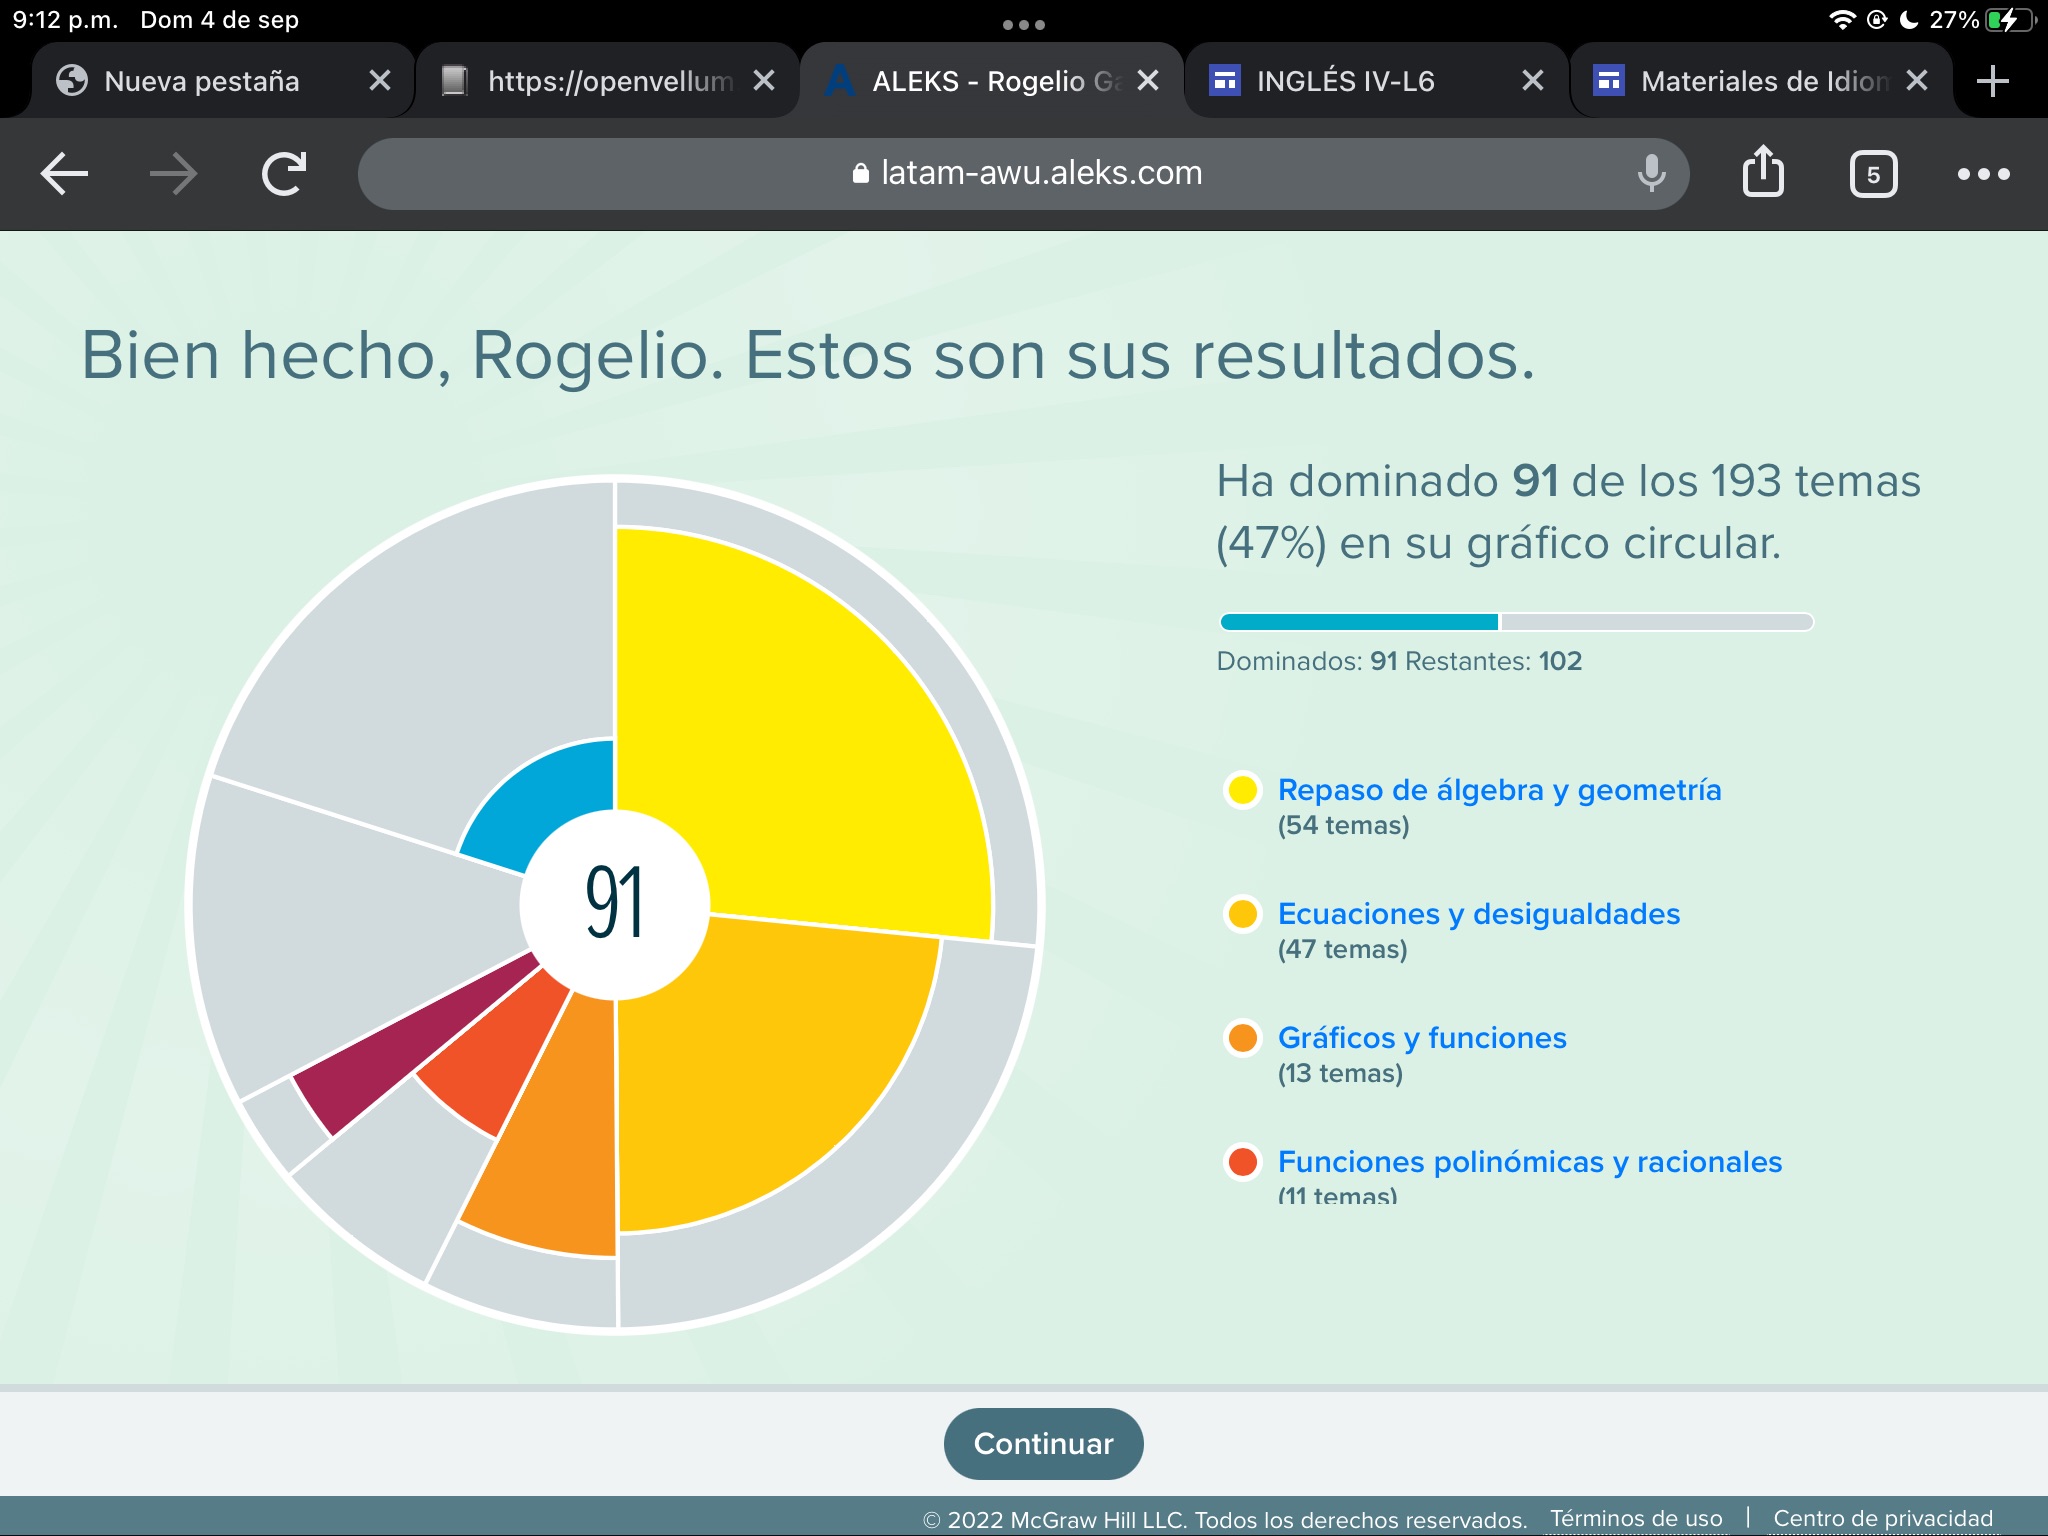 9:12 p.m. Dom 4 de sep
27%
Nueva pestaña
https://openvellum
ALEKS - Rogelio Ga
INGLÉS IV-L6
Materiales de Idiom
latam-awu.aleks.com
5
Bien hecho, Rogelio. Estos son sus resultados.
Ha dominado 91 de los 193 temas
(47%) en su gráfico circular.
Dominados: 91 Restantes: 102
91
Repaso de álgebra y geometría
(54 temas)
Ecuaciones y desigualdades
(47 temas)
Gráficos y funciones
(13 temas)
Funciones polinómicas y racionales
(11 temas)
Continuar
© 2022 McGraw Hill LLC. Todos los derechos reservados. Términos de uso | Centro de privacidad